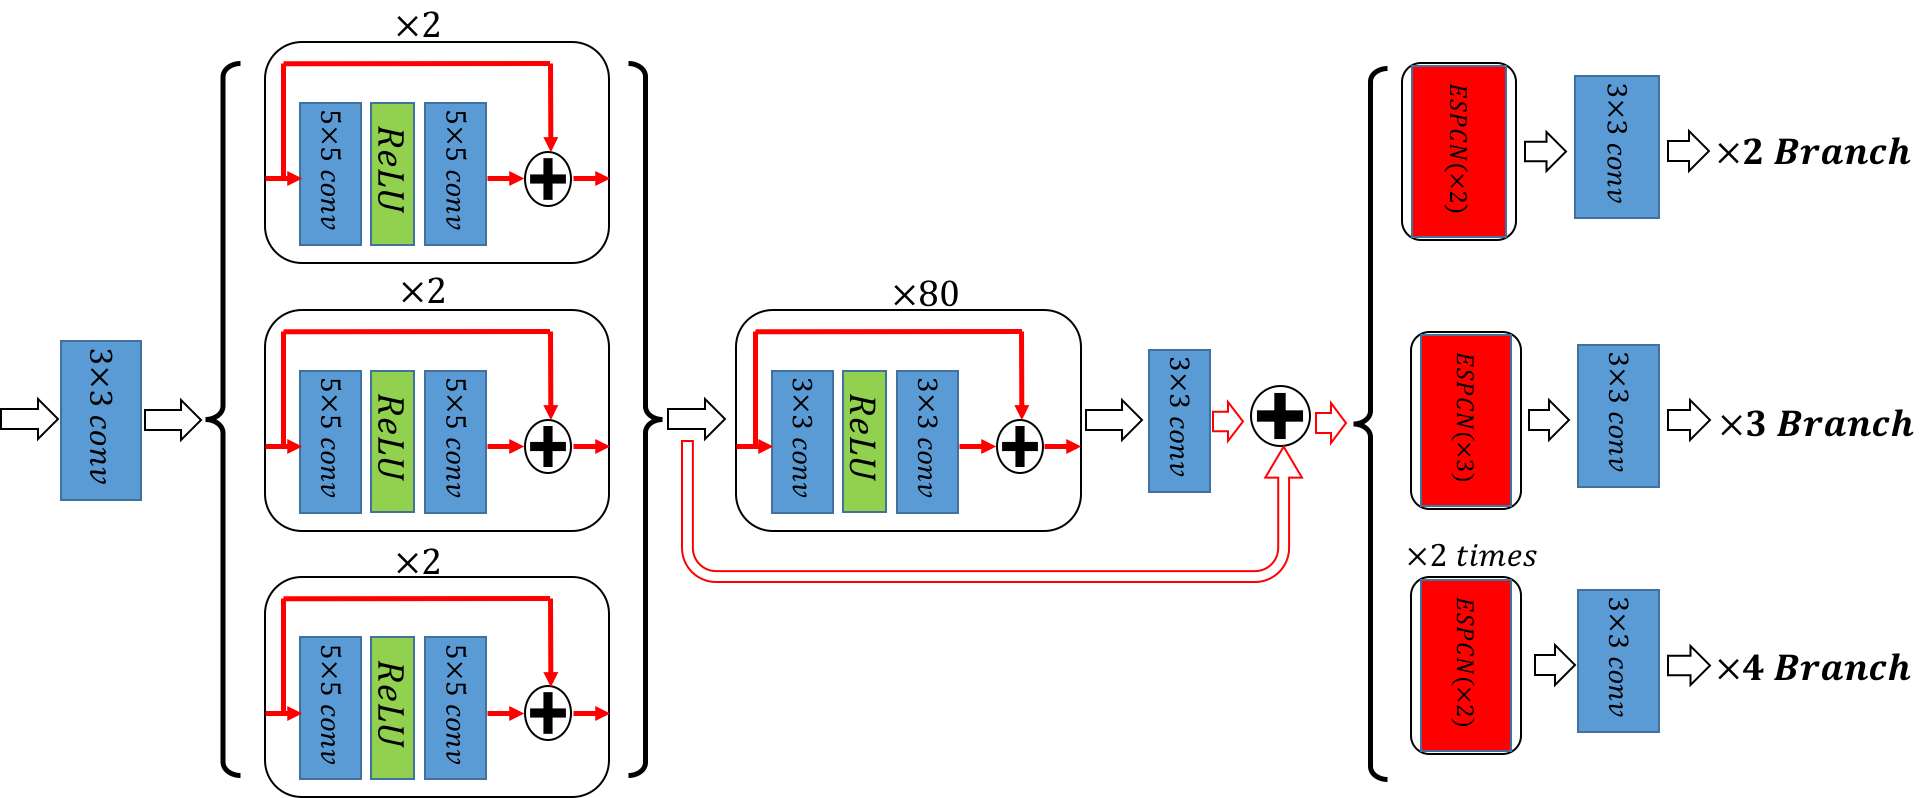 3×3 conv
×2
5×5 conv
ReLU
5×5 conv
×2
5×5 conv
ReLU
5×5 conv
×2
5×5 conv
ReLU
5×5 conv
×80
3×3 conv
ReLU
3×3 conv
3×3 conv
ESPCN(×2)
3×3 conv
×2 Branch
ESPCN(×3)
3×3 conv
×3 Branch
×2 times
ESPCN(×2)
3×3 conv
×4 Branch